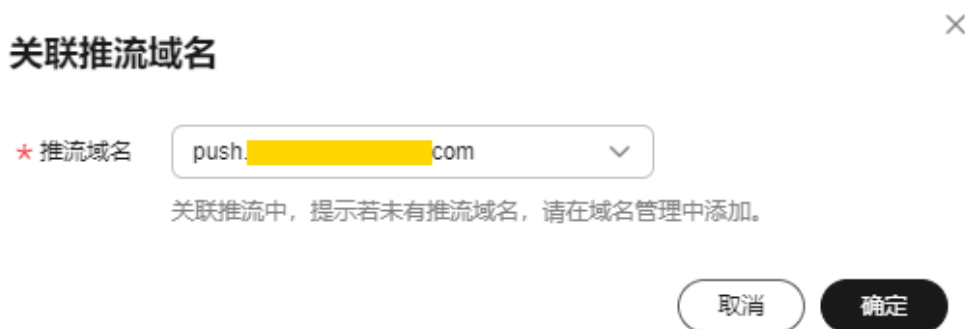 关联推流域名
* 推流域名 push. com
关联推流中，提示若未有推流域名，请在域名管理中添加。
取消 确定